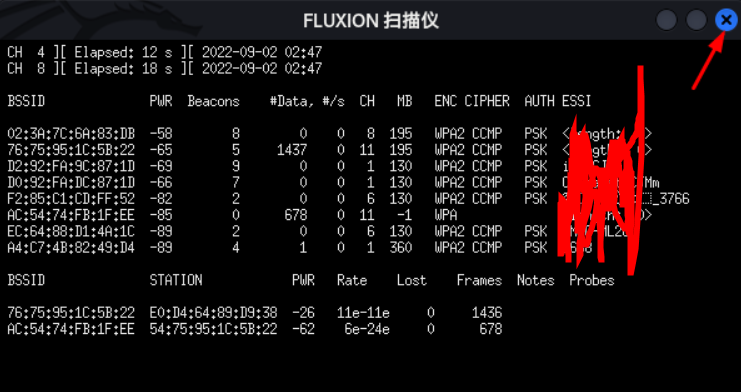 FLUXION 扫描仪
CH 4 ][ Elapsed: 12 s ][ 2022-09-02 02:47
CH 8 ][ Elapsed: 18 s ][ 2022-09-02 02:47
BSSID PWR Beacons #Data, #/s CH MB ENC CIPHER AUTH ESSI
02:3A:7C:6A:83:DB -58 8 0 0 8 195 WPA2 CCMP PSK
76:75:95:1C:5B:22 -65 5 1437 0 11 195 WPA2 CCMP PSK
D2:92:FA:9C:87:1D -69 9 0 0 1 130 WPA2 CCMP PSK
D0:92:FA:DC:87:1D -66 7 0 0 1 130 WPA2 CCMP PSK
F2:85:C1:CD:FF:52 -82 2 0 0 6 130 WPA2 CCMP PSK _3766
AC:54:74:FB:1F:EE -85 0 678 0 11 -1 WPA
EC:64:88:D1:4A:1C -89 2 0 0 6 130 WPA2 CCMP PSK
A4:C7:4B:82:49:D4 -89 4 1 0 1 360 WPA2 CCMP PSK
BSSID STATION PWR Rate Lost Frames Notes Probes
76:75:95:1C:5B:22 E0:D4:64:89:D9:38 -26 11e-11e 0 1436
AC:54:74:FB:1F:EE 54:75:95:1C:5B:22 -62 6e-24e 0 678